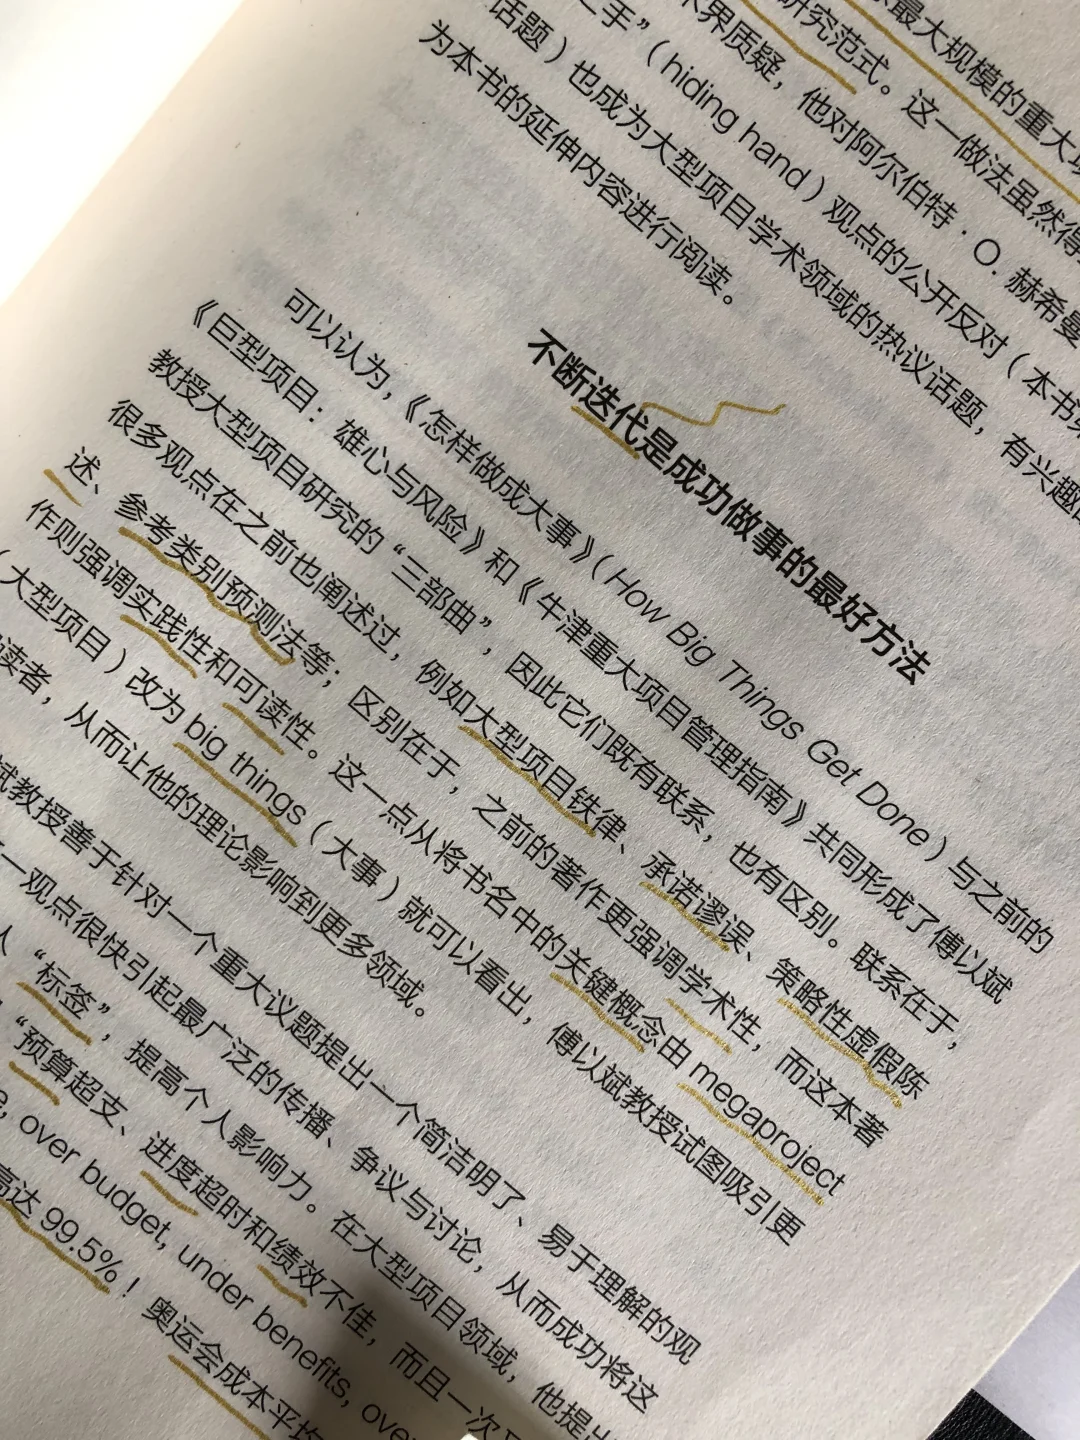 最大规模的重大项
研究范式。这一做法虽然得
界质疑，他对阿尔伯特·O. 赫希曼
之手”（hiding hand）观点的公开反对（本书
话题）也成为大型项目学术领域的热议话题，有兴趣
为本书的延伸内容进行阅读。
不断迭代是成功做事的最好方法
可以认为，《怎样做成大事》（How Big Things Get Done）与之前的
《巨型项目：雄心与风险》和《牛津重大项目管理指南》共同形成了傅以斌
教授大型项目研究的“三部曲”，因此它们既有联系，也有区别。联系在于，
很多观点在之前也阐述过，例如大型项目铁律、承诺谬误、策略性虚假陈
述、参考类别预测法等；区别在于，之前的著作更强调学术性，而这本著
作则强调实践性和可读性。这一点从将书名中的关键概念由 megaproject
（大型项目）改为 big things（大事）就可以看出，傅以斌教授试图吸引更
读者，从而让他的理论影响到更多领域。
斌教授善于针对一个重大议题提出一个简洁明了、易于理解的观
一观点很快引起最广泛的传播、争议与讨论，从而成功将这
人“标签”，提高个人影响力。在大型项目领域，他提出
“预算超支、进度超时和绩效不佳，而且一次又
over budget, under benefits, over
高达 99.5%！奥运会成本平均